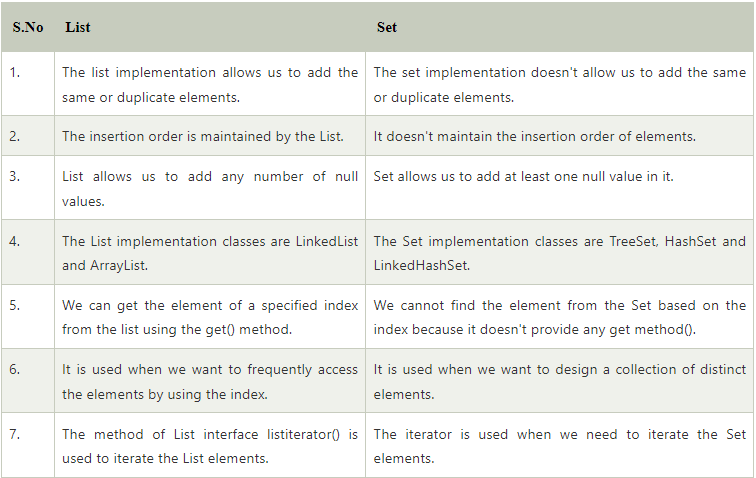 S.No List Set
1. The list implementation allows us to add the The set implementation doesn't allow us to add the same
same or duplicate elements. or duplicate elements.
2. The insertion order is maintained by the List. It doesn't maintain the insertion order of elements.
3. List allows us to add any number of null Set allows us to add at least one null value in it.
values.
4. The List implementation classes are LinkedList The Set implementation classes are TreeSet, HashSet and
and ArrayList. LinkedHashSet.
5. We can get the element of a specified index We cannot find the element from the Set based on the
from the list using the get() method. index because it doesn't provide any get method().
6. It is used when we want to frequently access It is used when we want to design a collection of distinct
the elements by using the index. elements.
7. The method of List interface listiterator() is The iterator is used when we need to iterate the Set
used to iterate the List elements. elements.